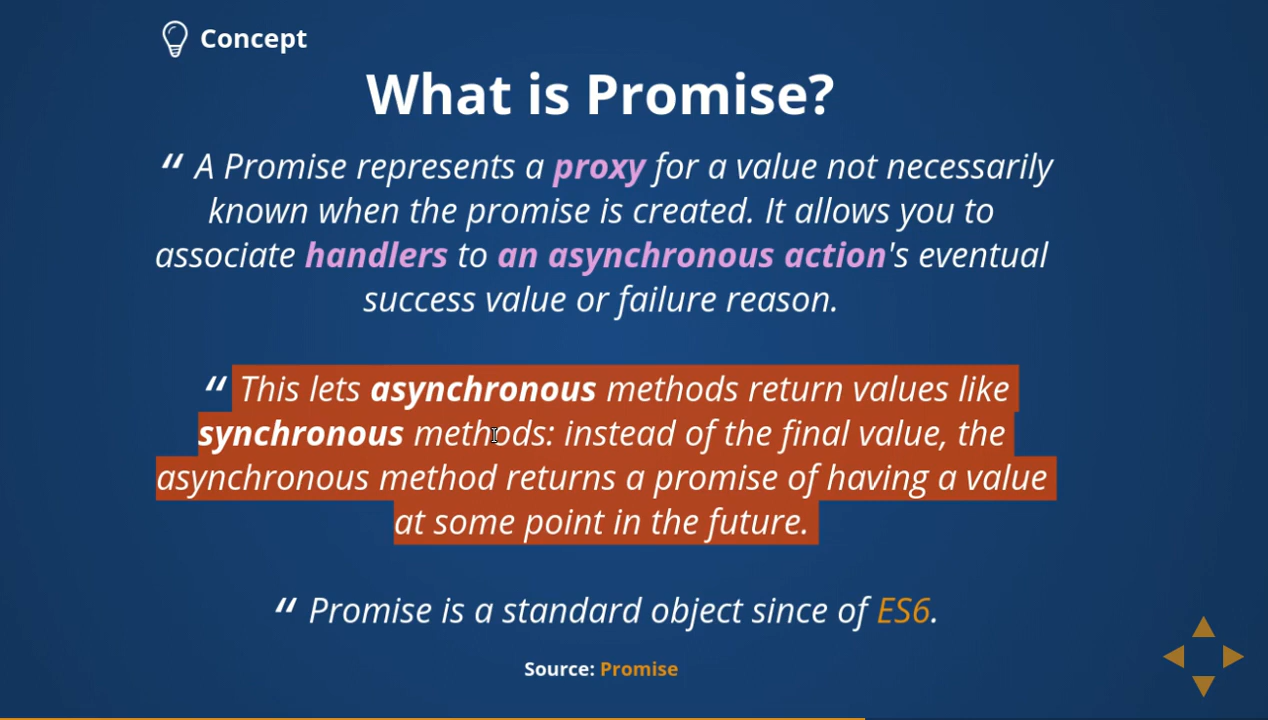 Concept
What is Promise?
“ A Promise represents a proxy for a value not necessarily
known when the promise is created. It allows you to
associate handlers to an asynchronous action's eventual
success value or failure reason.
“ This lets asynchronous methods return values like
synchronous methods: instead of the final value, the
asynchronous method returns a promise of having a value
at some point in the future.
“ Promise is a standard object since of ES6.
Source: Promise